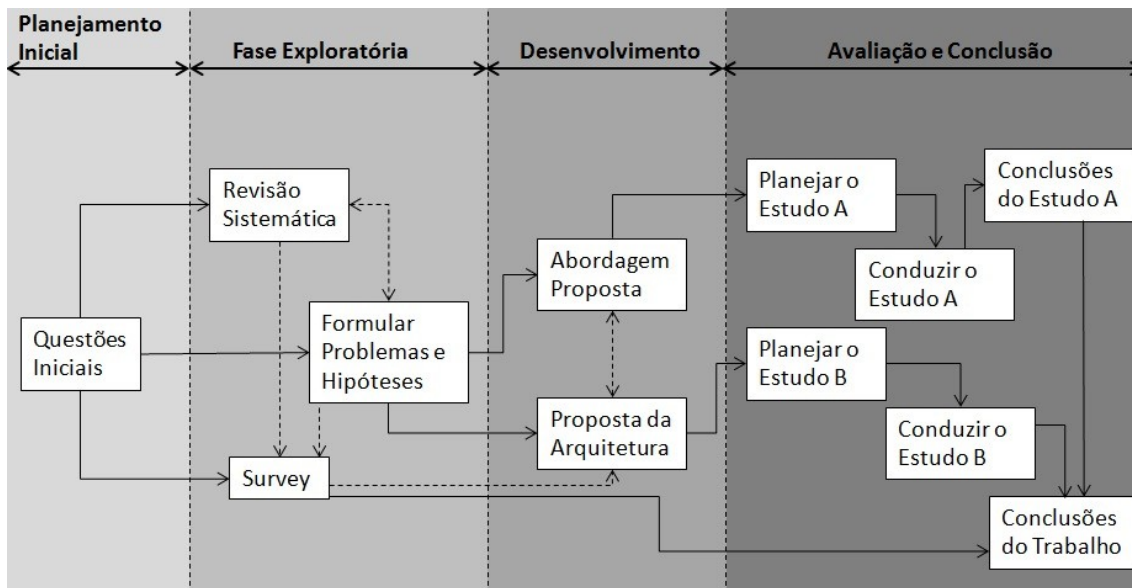 Planejamento
Inicial
Fase Exploratória
Desenvolvimento
Avaliação e Conclusão
Revisão
Sistemática
Planejar o
Estudo A
Conclusões
do Estudo A
Abordagem
Proposta
Conduzir o
Estudo A
Questões
Iniciais
Formular
Problemas e
Hipóteses
Planejar o
Estudo B
Proposta da
Arquitetura
Conduzir o
Estudo B
Survey
Conclusões
do Trabalho